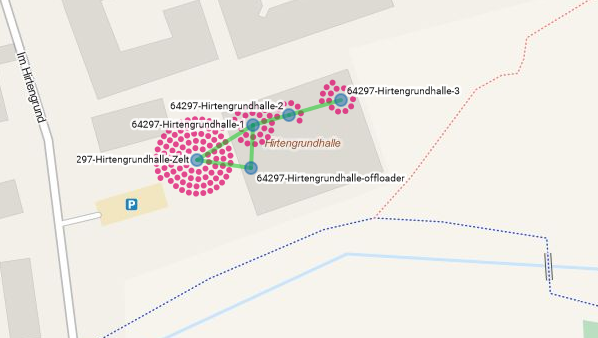 Im Hirtengrund
64297-Hirtengrundhalle-3
64297-Hirtengrundhalle-2
64297-Hirtengrundhalle-1
Hirtengrundhalle
297-Hirtengrundhalle-Zelt
64297-Hirtengrundhalle-offloader
P